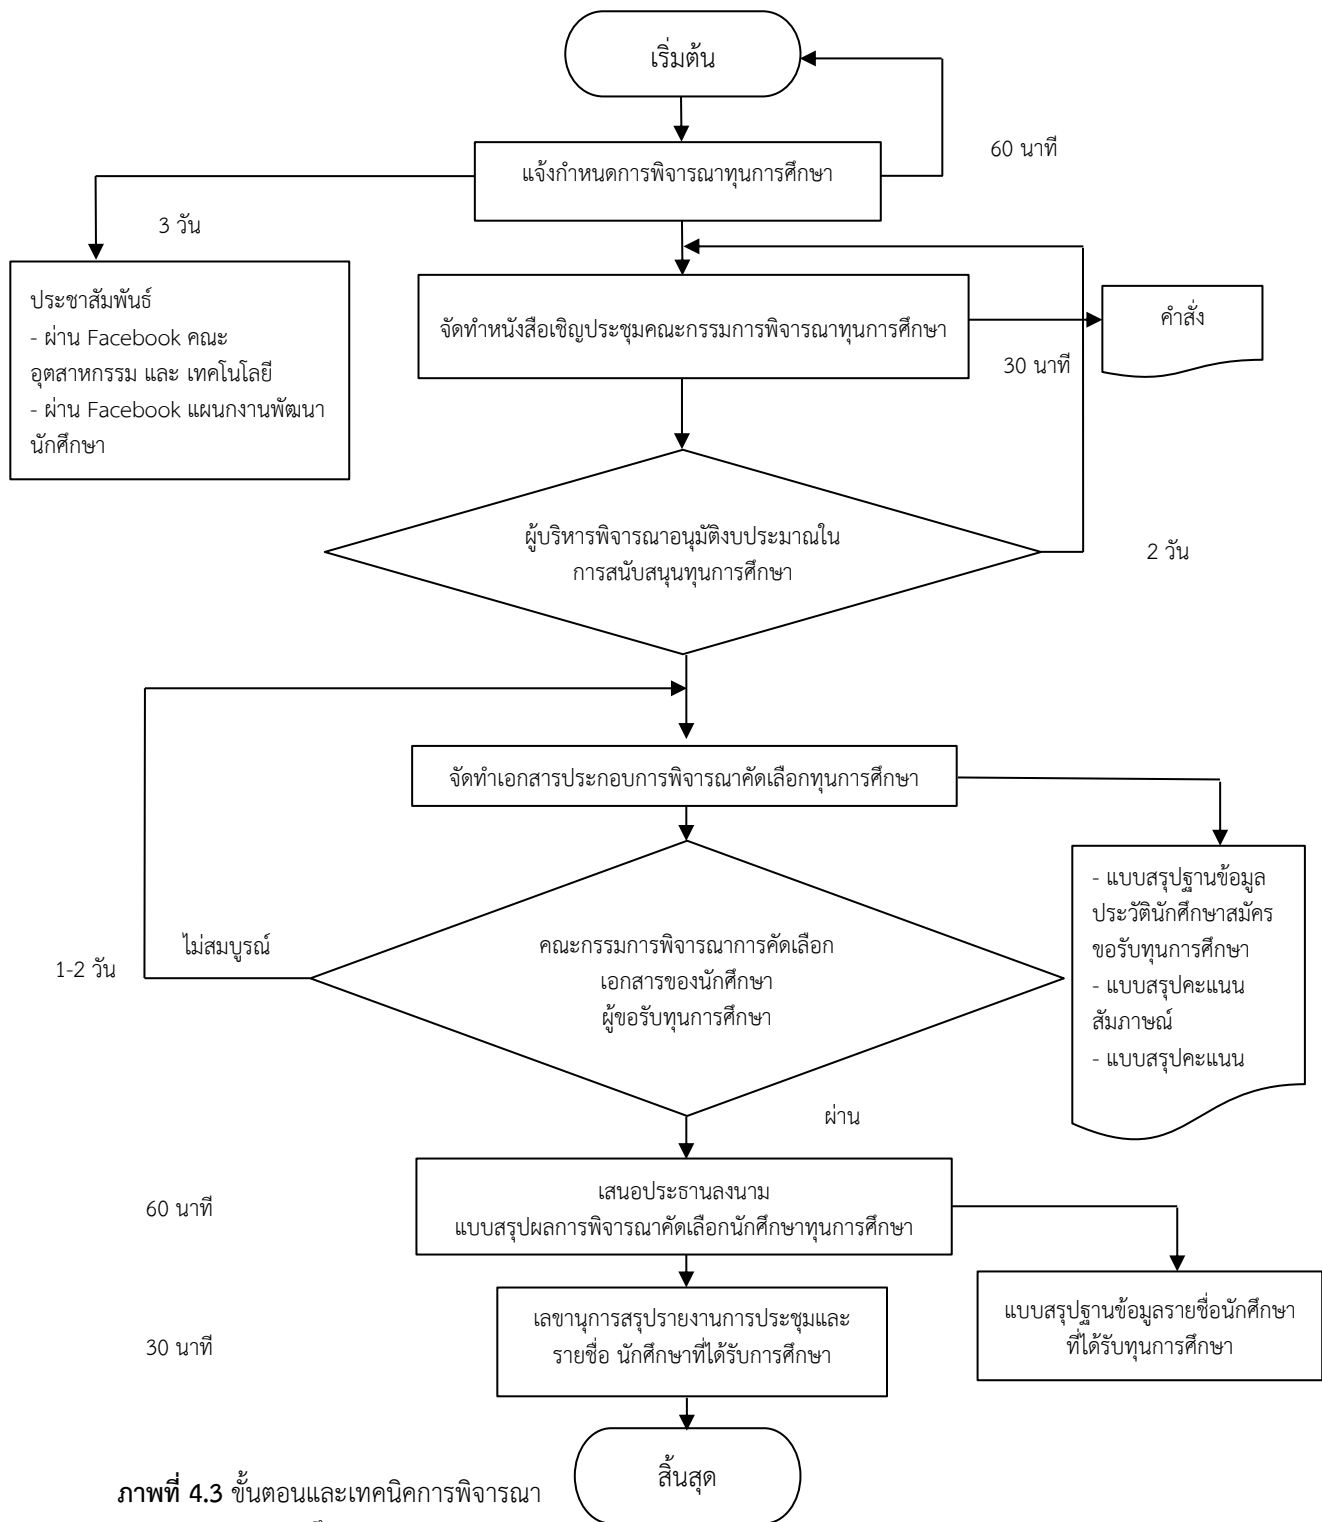 เริ่มต้น
60 นาที
แจ้งกำหนดการพิจารณาทุนการศึกษา
3 วัน
ประชาสัมพันธ์
- ผ่าน Facebook คณะ
อุตสาหกรรม และ เทคโนโลยี
- ผ่าน Facebook แผนกงานพัฒนา
นักศึกษา
จัดทำหนังสือเชิญประชุมคณะกรรมการพิจารณาทุนการศึกษา
คำสั่ง
30 นาที
ผู้บริหารพิจารณาอนุมัติงบประมาณใน
การสนับสนุนทุนการศึกษา
2 วัน
จัดทำเอกสารประกอบการพิจารณาคัดเลือกทุนการศึกษา
- แบบสรุปฐานข้อมูล
ประวัตินักศึกษาสมัคร
ขอรับทุนการศึกษา
- แบบสรุปคะแนน
สัมภาษณ์
- แบบสรุปคะแนน
ไม่สมบูรณ์
1-2 วัน
คณะกรรมการพิจารณาการคัดเลือก
เอกสารของนักศึกษา
ผู้ขอรับทุนการศึกษา
ผ่าน
60 นาที
เสนอประธานลงนาม
แบบสรุปผลการพิจารณาคัดเลือกนักศึกษาทุนการศึกษา
แบบสรุปฐานข้อมูลรายชื่อนักศึกษา
ที่ได้รับทุนการศึกษา
30 นาที
เลขานุการสรุปรายงานการประชุมและ
รายชื่อ นักศึกษาที่ได้รับการศึกษา
สิ้นสุด
ภาพที่ 4.3 ขั้นตอนและเทคนิคการพิจารณา